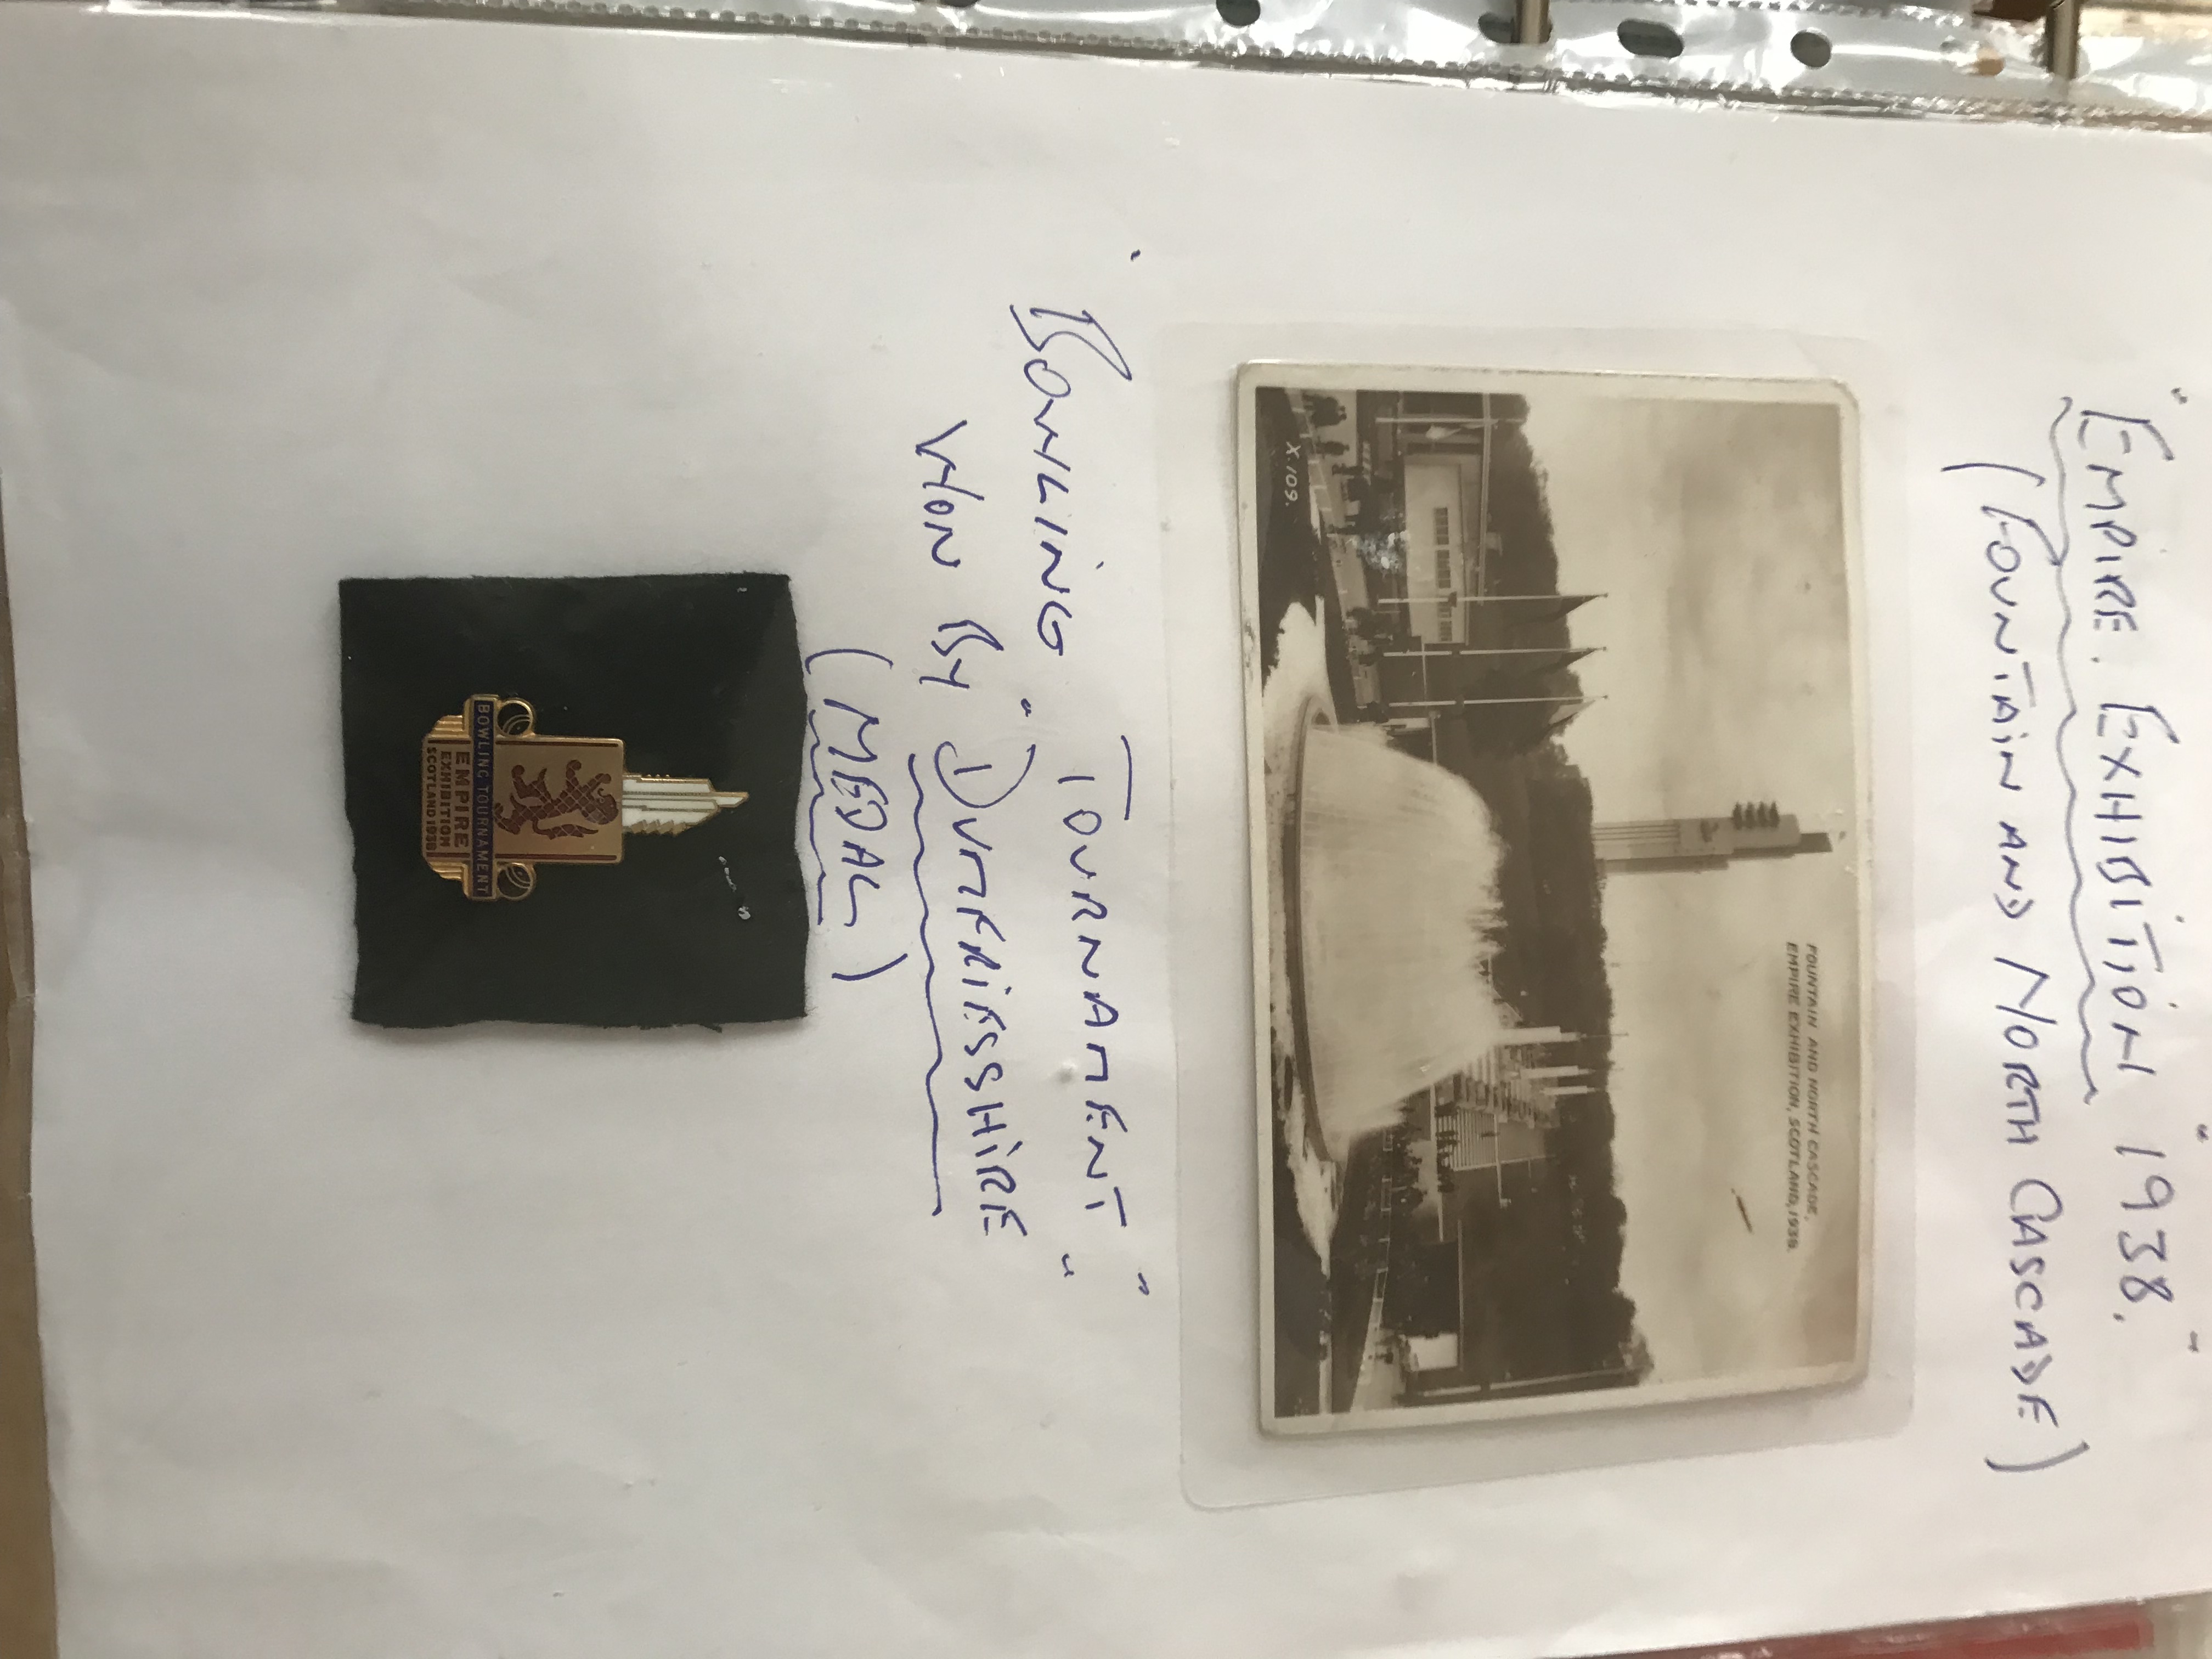 "EMPIRE. EXHIBITION 1938."
(FOUNTAIN AND NORTH CASCADE)
FOUNTAIN AND NORTH CASCADE,
EMPIRE EXHIBITION, SCOTLAND, 1938.
X.109.
"BOWLING TOURNAMENT"
WON By "DUMFRIESSHIRE"
(MEDAL)
BOWLING TOURNAMENT
EMPIRE
EXHIBITION
SCOTLAND 1938